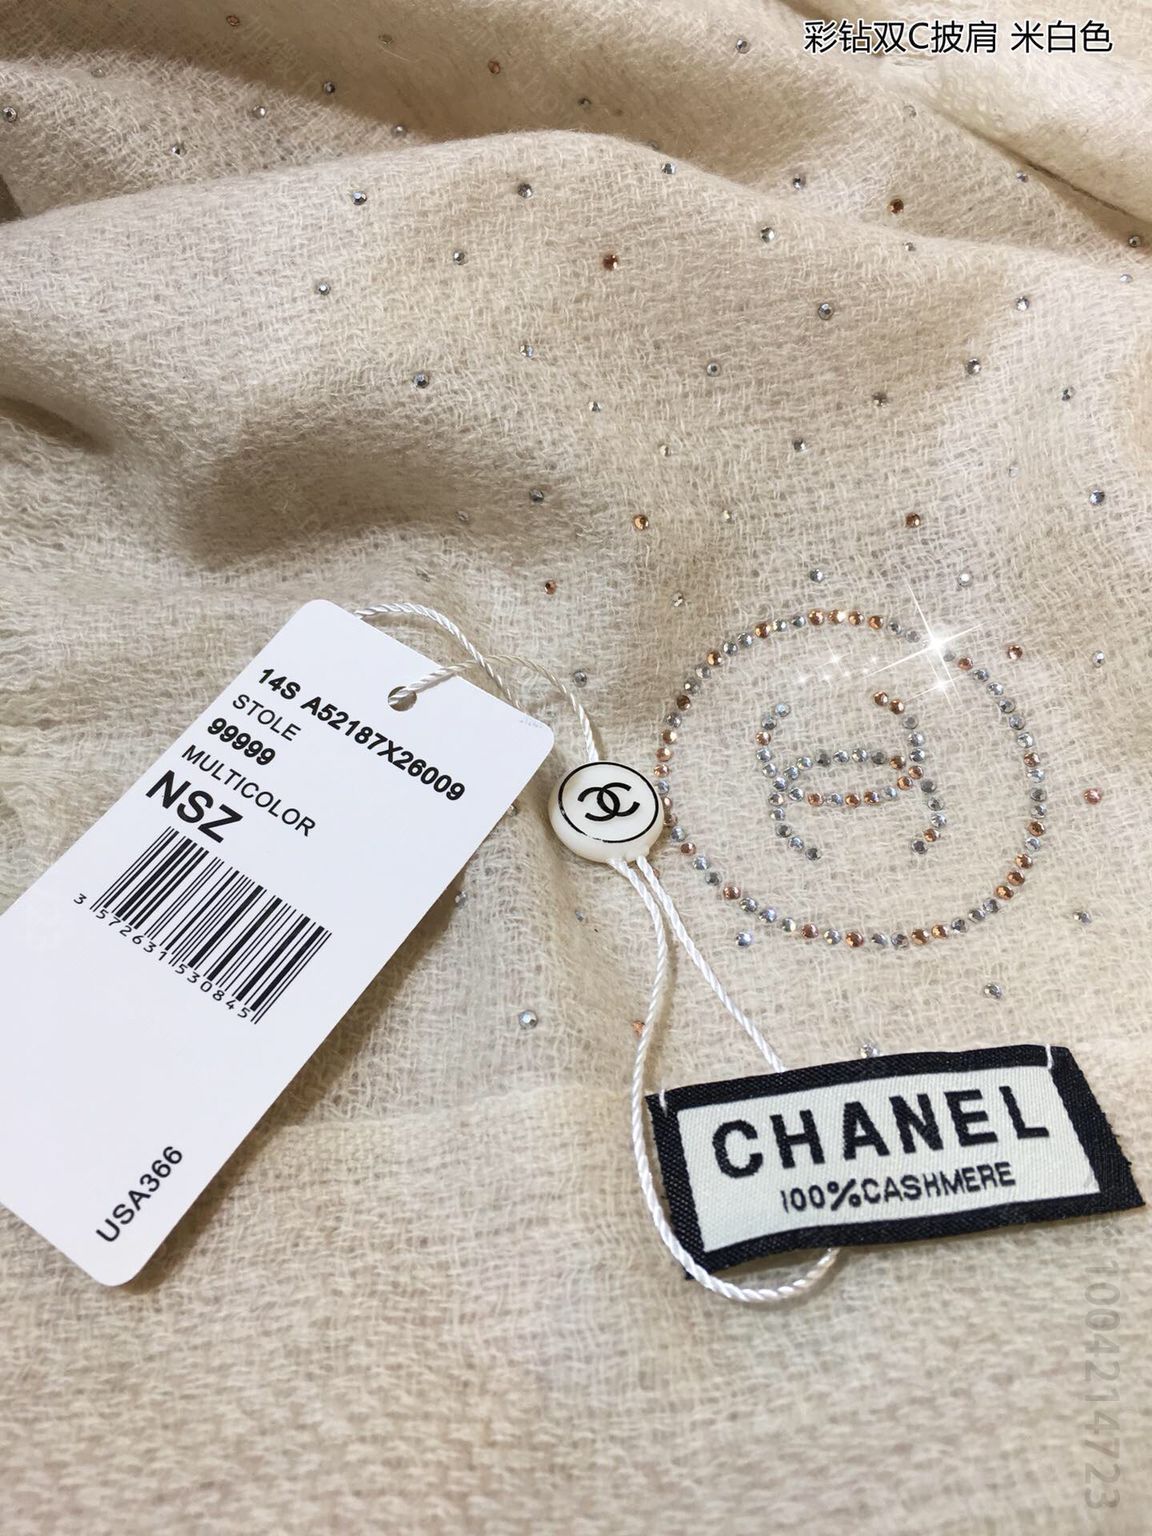 彩钻双C披肩 米白色
14S A52187X26009
STOLE
99999
MULTICOLOR
NSZ
3 572631 530845
USA366
CHANEL
100%CASHMERE
1004214723